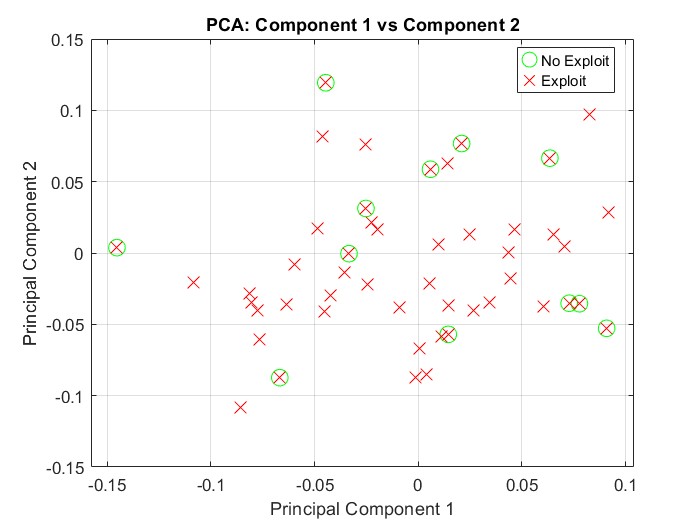 PCA: Component 1 vs Component 2
No Exploit
Exploit
0.15
0.1
0.05
0
-0.05
-0.1
-0.15
Principal Component 2
-0.15 -0.1 -0.05 0 0.05 0.1
Principal Component 1